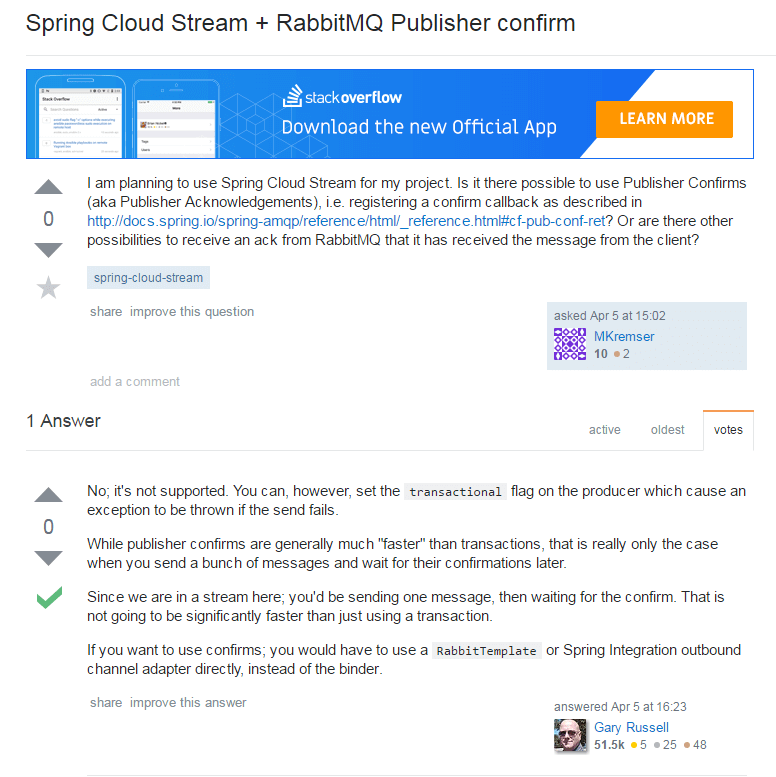 Spring Cloud Stream + RabbitMQ Publisher confirm
Stack Overflow
stackoverflow
Download the new Official App
LEARN MORE
I am planning to use Spring Cloud Stream for my project. Is it there possible to use Publisher Confirms
(aka Publisher Acknowledgements), i.e. registering a confirm callback as described in
0
http://docs.spring.io/spring-amqp/reference/html/_reference.html#cf-pub-conf-ret? Or are there other
possibilities to receive an ack from RabbitMQ that it has received the message from the client?
spring-cloud-stream
share improve this question
asked Apr 5 at 15:02
MKremser
10 2
add a comment
1 Answer
active oldest votes
No; it's not supported. You can, however, set the transactional flag on the producer which cause an
exception to be thrown if the send fails.
0
While publisher confirms are generally much "faster" than transactions, that is really only the case
when you send a bunch of messages and wait for their confirmations later.
Since we are in a stream here; you'd be sending one message, then waiting for the confirm. That is
not going to be significantly faster than just using a transaction.
If you want to use confirms; you would have to use a RabbitTemplate or Spring Integration outbound
channel adapter directly, instead of the binder.
share improve this answer
answered Apr 5 at 16:23
Gary Russell
51.5k 5 25 48